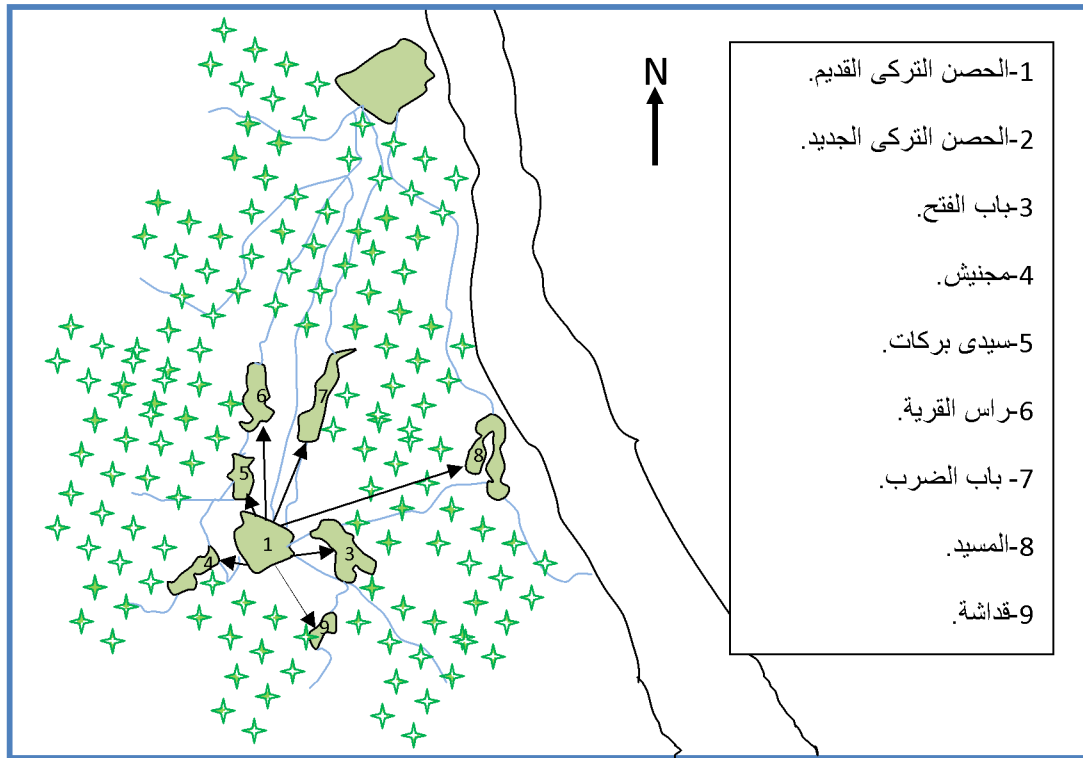 N
1-الحصن التركى القديم.
2-الحصن التركى الجديد.
3-باب الفتح.
4-مجنيش.
5-سيدى بركات.
6-راس القرية.
7- باب الضرب.
8-المسيد.
9-قداشة.
6
7
8
5
1
3
4
9